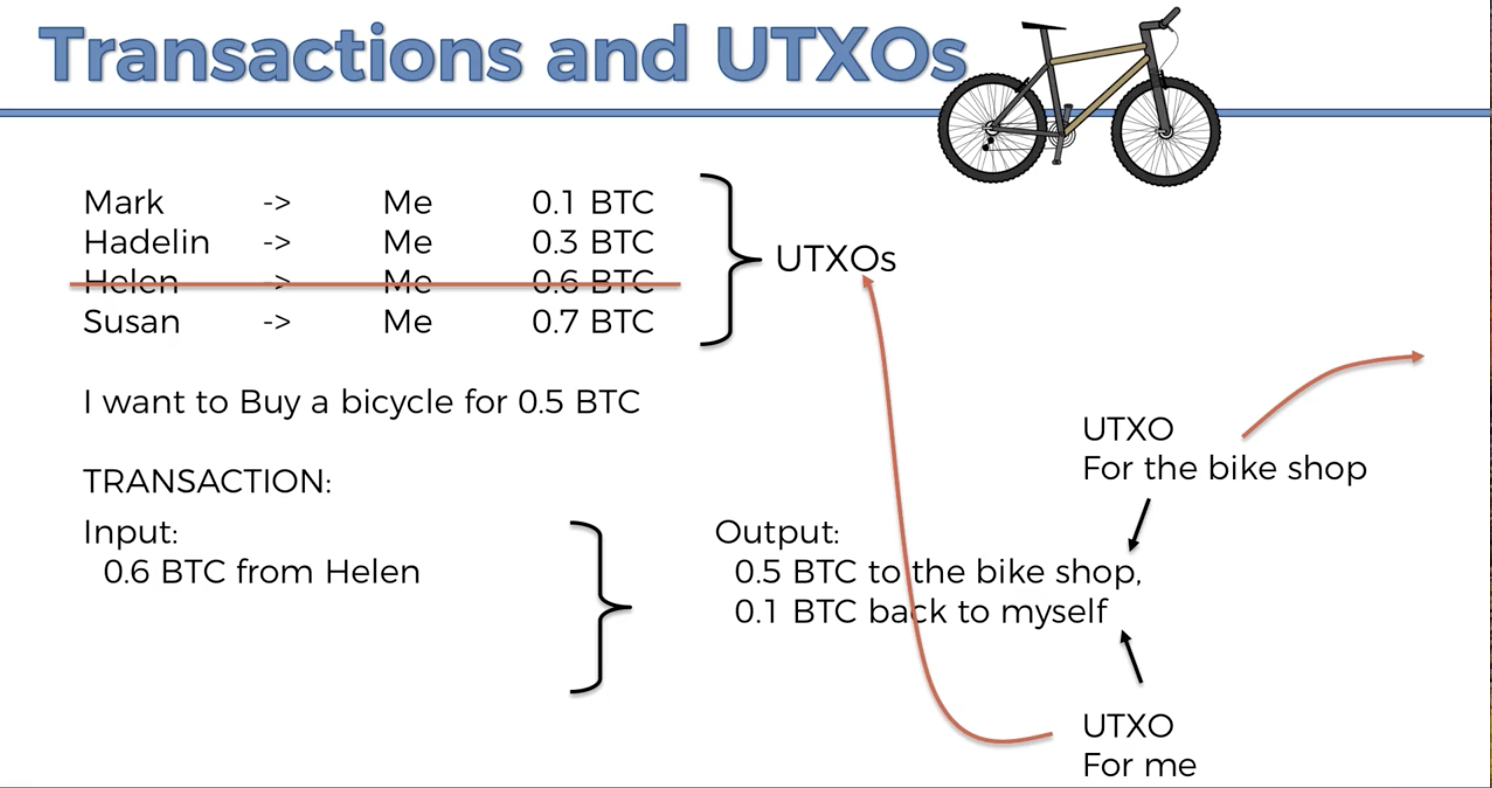 Transactions and UTXOs
Mark -> Me 0.1 BTC
Hadelin -> Me 0.3 BTC
Helen -> Me 0.6 BTC
Susan -> Me 0.7 BTC
UTXOs
I want to Buy a bicycle for 0.5 BTC
TRANSACTION:
Input:
0.6 BTC from Helen
Output:
0.5 BTC to the bike shop,
0.1 BTC back to myself
UTXO
For the bike shop
UTXO
For me